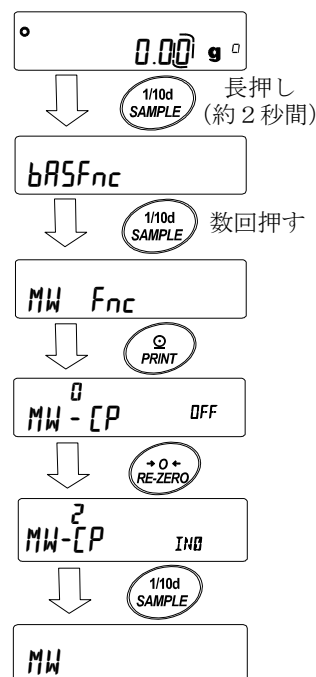 0.00 g
1/10d
SAMPLE
長押し
(約２秒間)
bASFnc
1/10d
SAMPLE
数回押す
MW Fnc
PRINT
0
MW-CP OFF
→0←
RE-ZERO
2
MW-CP
1/10d
SAMPLE
MW